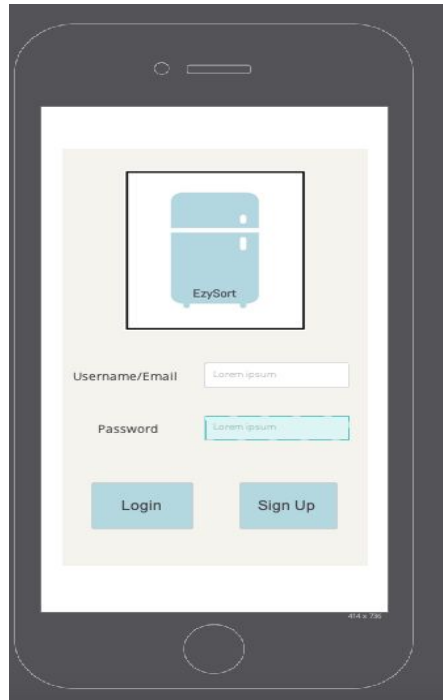 EzySort
Username/Email
Lorem ipsum
Password
Lorem ipsum
Login
Sign Up
414 x 736